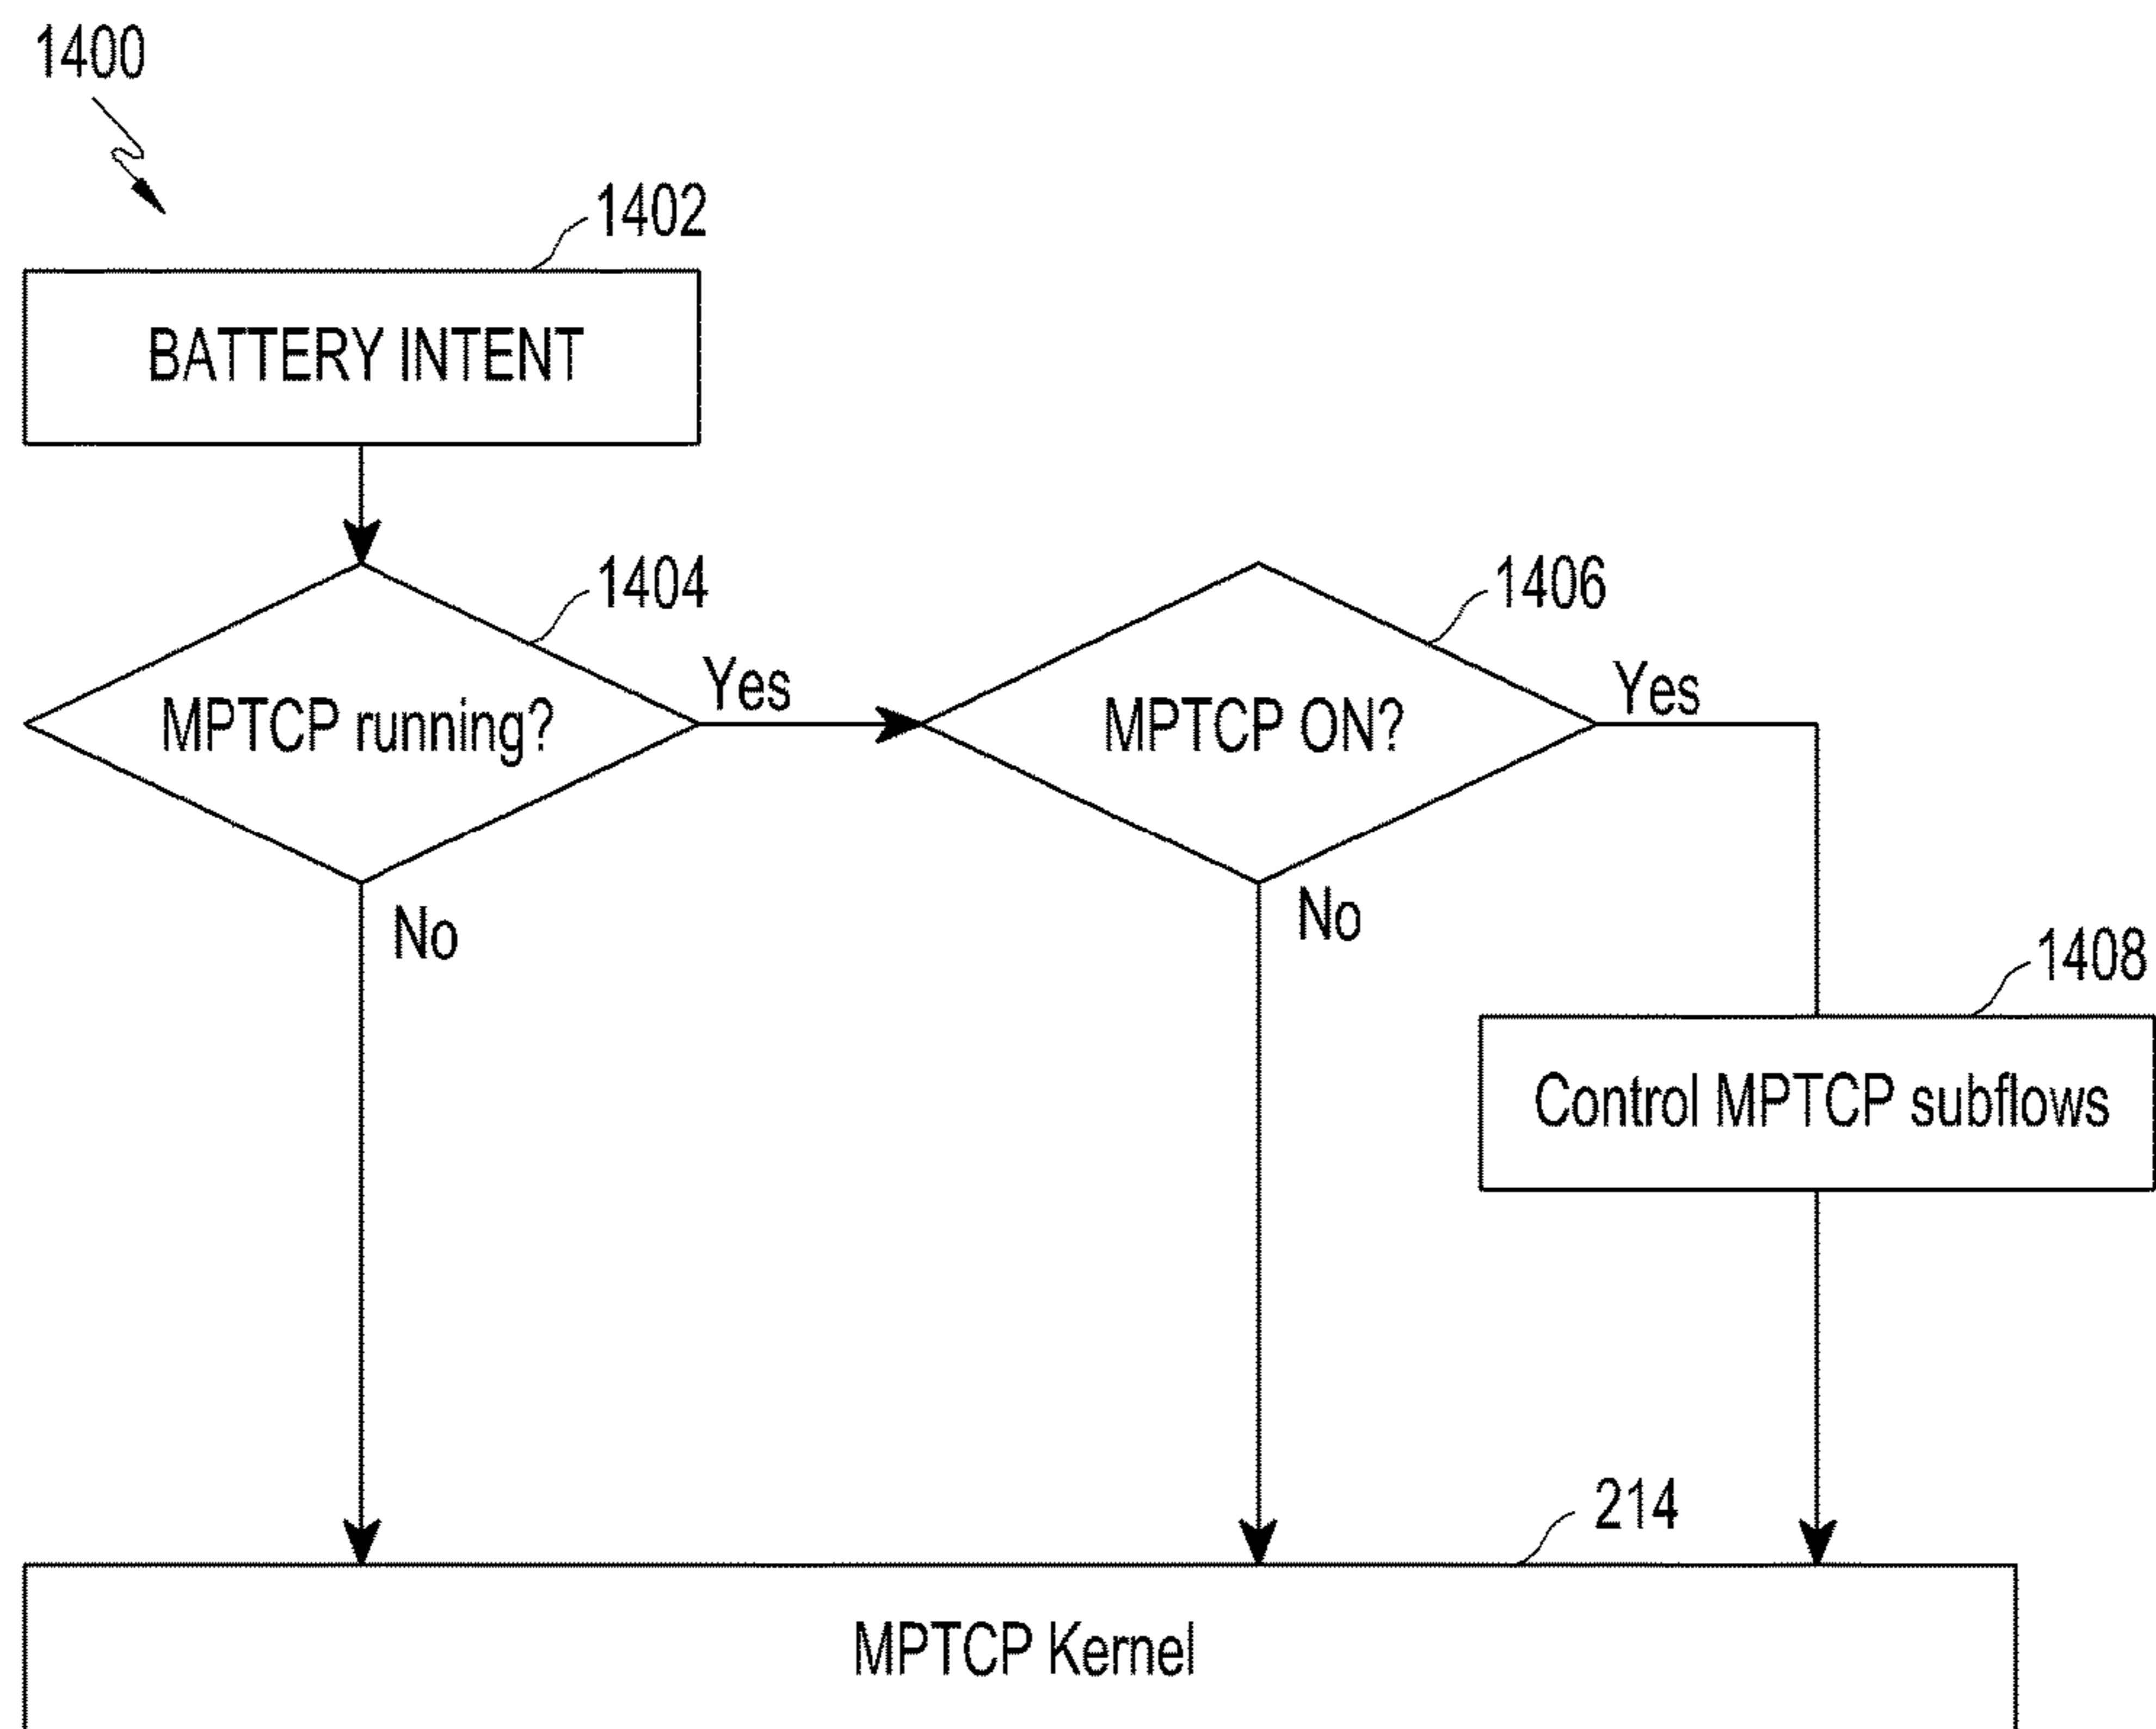 1400
1402
BATTERY INTENT
1404
1406
MPTCP running?
Yes
MPTCP ON?
Yes
No
No
1408
Control MPTCP subflows
214
MPTCP Kernel